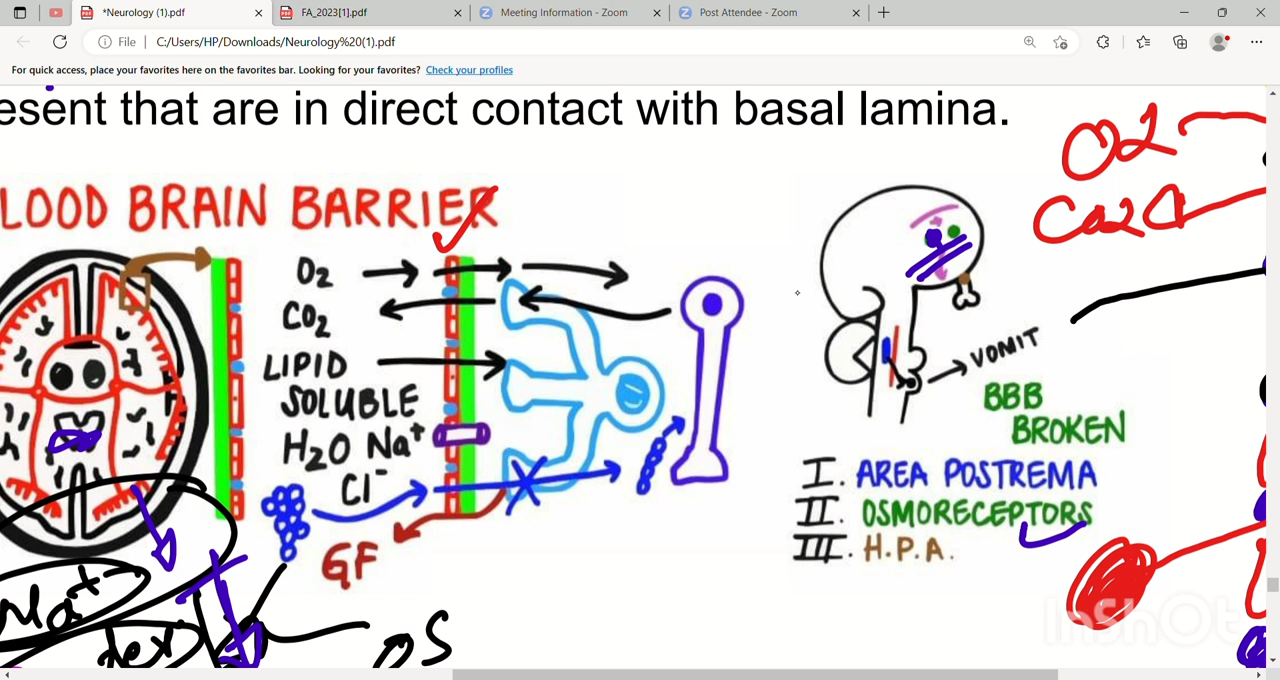 *Neurology (1).pdf
FA_2023[1].pdf
Meeting Information - Zoom
Post Attendee - Zoom
File
C:/Users/HP/Downloads/Neurology%20(1).pdf
For quick access, place your favorites here on the favorites bar. Looking for your favorites? Check your profiles
esent that are in direct contact with basal lamina.
LOOD BRAIN BARRIER
O2
CO2
LIPID
SOLUBLE
H2O Na+
Cl-
GF
VOMIT
BBB
BROKEN
I. AREA POSTREMA
II. OSMORECEPTORS
III. H.P.A.
O2
Na+
OS
InShOt